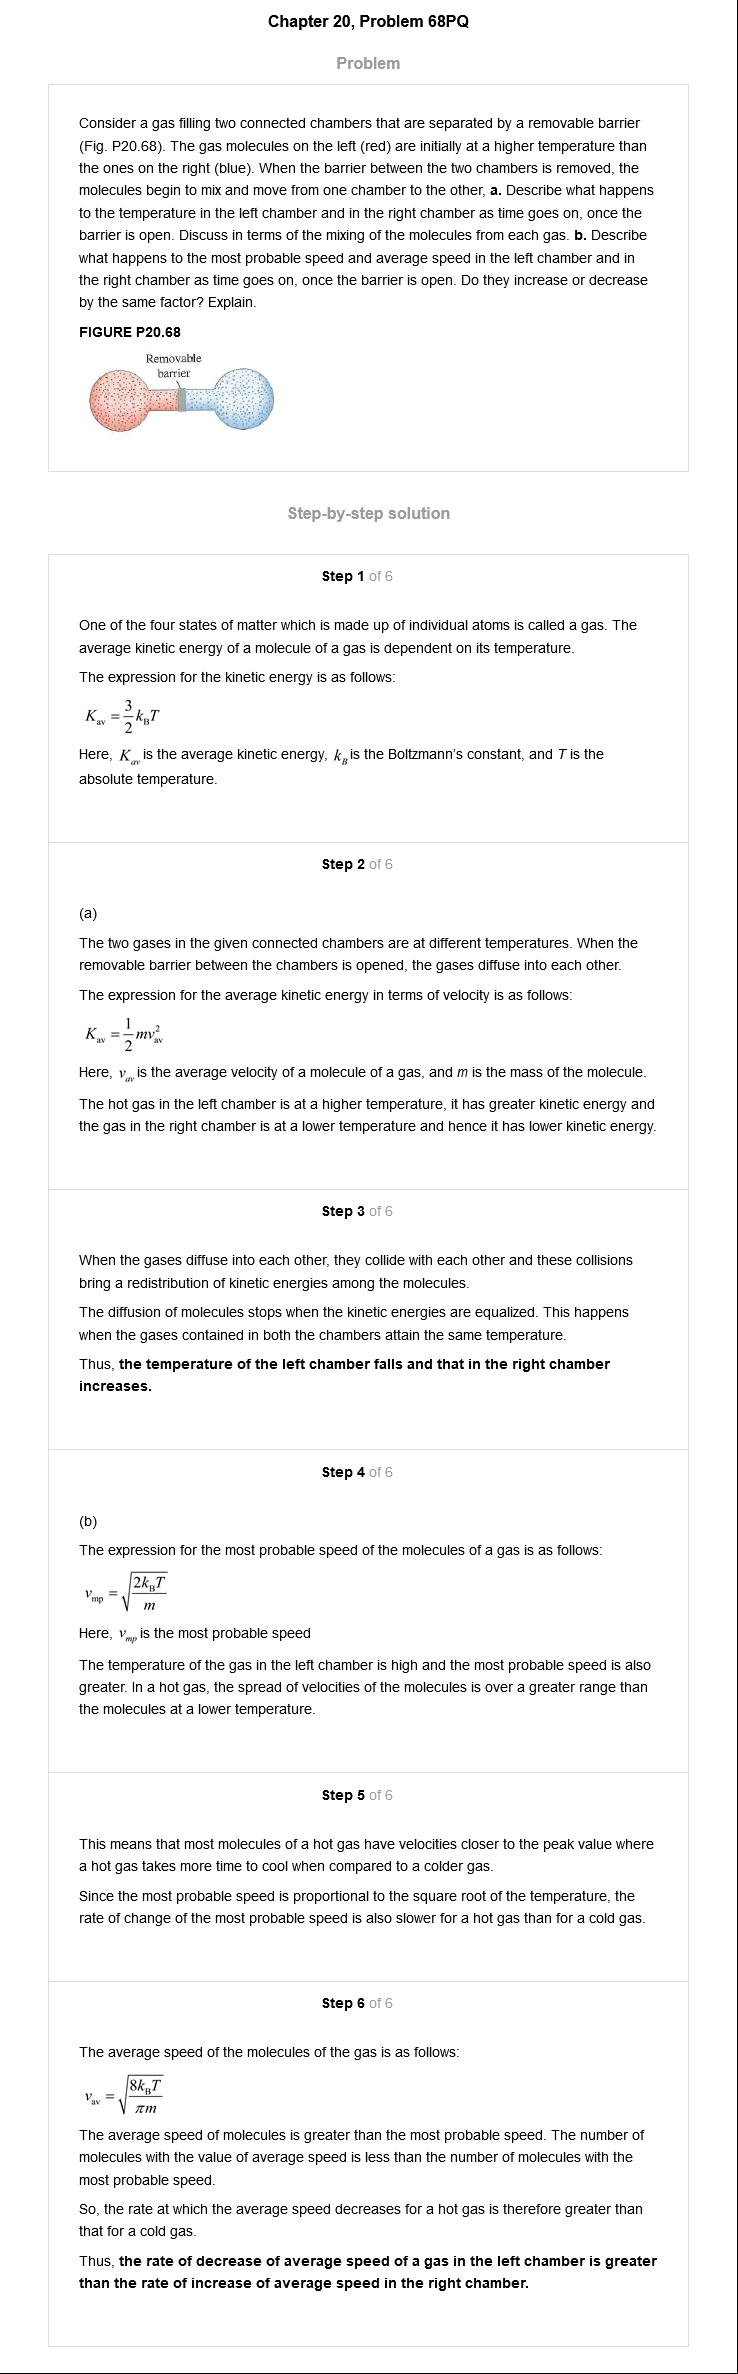 Chapter 20, Problem 68PQ
Problem
Consider a gas filling two connected chambers that are separated by a removable barrier
(Fig. P20.68). The gas molecules on the left (red) are initially at a higher temperature than
the ones on the right (blue). When the barrier between the two chambers is removed, the
molecules begin to mix and move from one chamber to the other, a. Describe what happens
to the temperature in the left chamber and in the right chamber as time goes on, once the
barrier is open. Discuss in terms of the mixing of the molecules from each gas. b. Describe
what happens to the most probable speed and average speed in the left chamber and in
the right chamber as time goes on, once the barrier is open. Do they increase or decrease
by the same factor? Explain.
FIGURE P20.68
Removable
barrier
Step-by-step solution
Step 1 of 6
One of the four states of matter which is made up of individual atoms is called a gas. The
average kinetic energy of a molecule of a gas is dependent on its temperature.
The expression for the kinetic energy is as follows:
K_av = 3/2 k_B T
Here, K_av is the average kinetic energy, k_B is the Boltzmann's constant, and T is the
absolute temperature.
Step 2 of 6
(a)
The two gases in the given connected chambers are at different temperatures. When the
removable barrier between the chambers is opened, the gases diffuse into each other.
The expression for the average kinetic energy in terms of velocity is as follows:
K_av = 1/2 mv_av^2
Here, v_av is the average velocity of a molecule of a gas, and m is the mass of the molecule.
The hot gas in the left chamber is at a higher temperature, it has greater kinetic energy and
the gas in the right chamber is at a lower temperature and hence it has lower kinetic energy.
Step 3 of 6
When the gases diffuse into each other, they collide with each other and these collisions
bring a redistribution of kinetic energies among the molecules.
The diffusion of molecules stops when the kinetic energies are equalized. This happens
when the gases contained in both the chambers attain the same temperature.
Thus, the temperature of the left chamber falls and that in the right chamber
increases.
Step 4 of 6
(b)
The expression for the most probable speed of the molecules of a gas is as follows:
v_mp = √(2k_B T/m)
Here, v_mp is the most probable speed
The temperature of the gas in the left chamber is high and the most probable speed is also
greater. In a hot gas, the spread of velocities of the molecules is over a greater range than
the molecules at a lower temperature.
Step 5 of 6
This means that most molecules of a hot gas have velocities closer to the peak value where
a hot gas takes more time to cool when compared to a colder gas.
Since the most probable speed is proportional to the square root of the temperature, the
rate of change of the most probable speed is also slower for a hot gas than for a cold gas.
Step 6 of 6
The average speed of the molecules of the gas is as follows:
v_av = √(8k_B T/πm)
The average speed of molecules is greater than the most probable speed. The number of
molecules with the value of average speed is less than the number of molecules with the
most probable speed.
So, the rate at which the average speed decreases for a hot gas is therefore greater than
that for a cold gas.
Thus, the rate of decrease of average speed of a gas in the left chamber is greater
than the rate of increase of average speed in the right chamber.